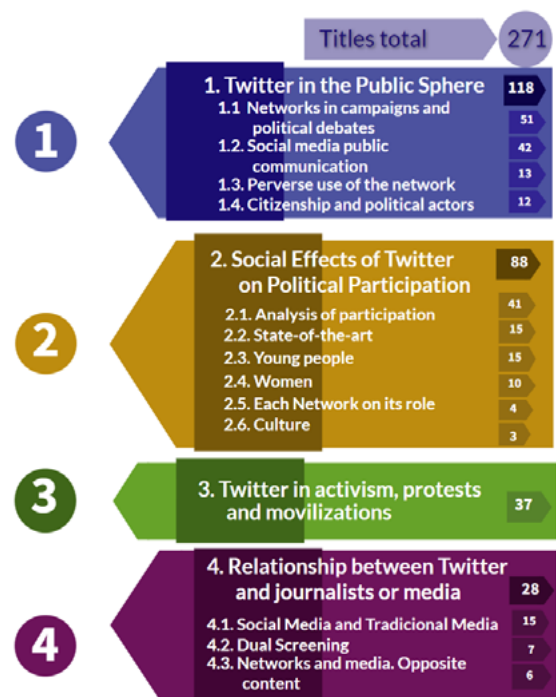 Titles total 271
1
1. Twitter in the Public Sphere 118
1.1 Networks in campaigns and
political debates 51
1.2. Social media public
communication 42
1.3. Perverse use of the network 13
1.4. Citizenship and political actors 12
2
2. Social Effects of Twitter
on Political Participation 88
2.1. Analysis of participation 41
2.2. State-of-the-art 15
2.3. Young people 15
2.4. Women 10
2.5. Each Network on its role 4
2.6. Culture 3
3
3. Twitter in activism, protests
and movilizations 37
4
4. Relationship between Twitter
and journalists or media 28
4.1. Social Media and Tradicional Media 15
4.2. Dual Screening 7
4.3. Networks and media. Opposite
content 6